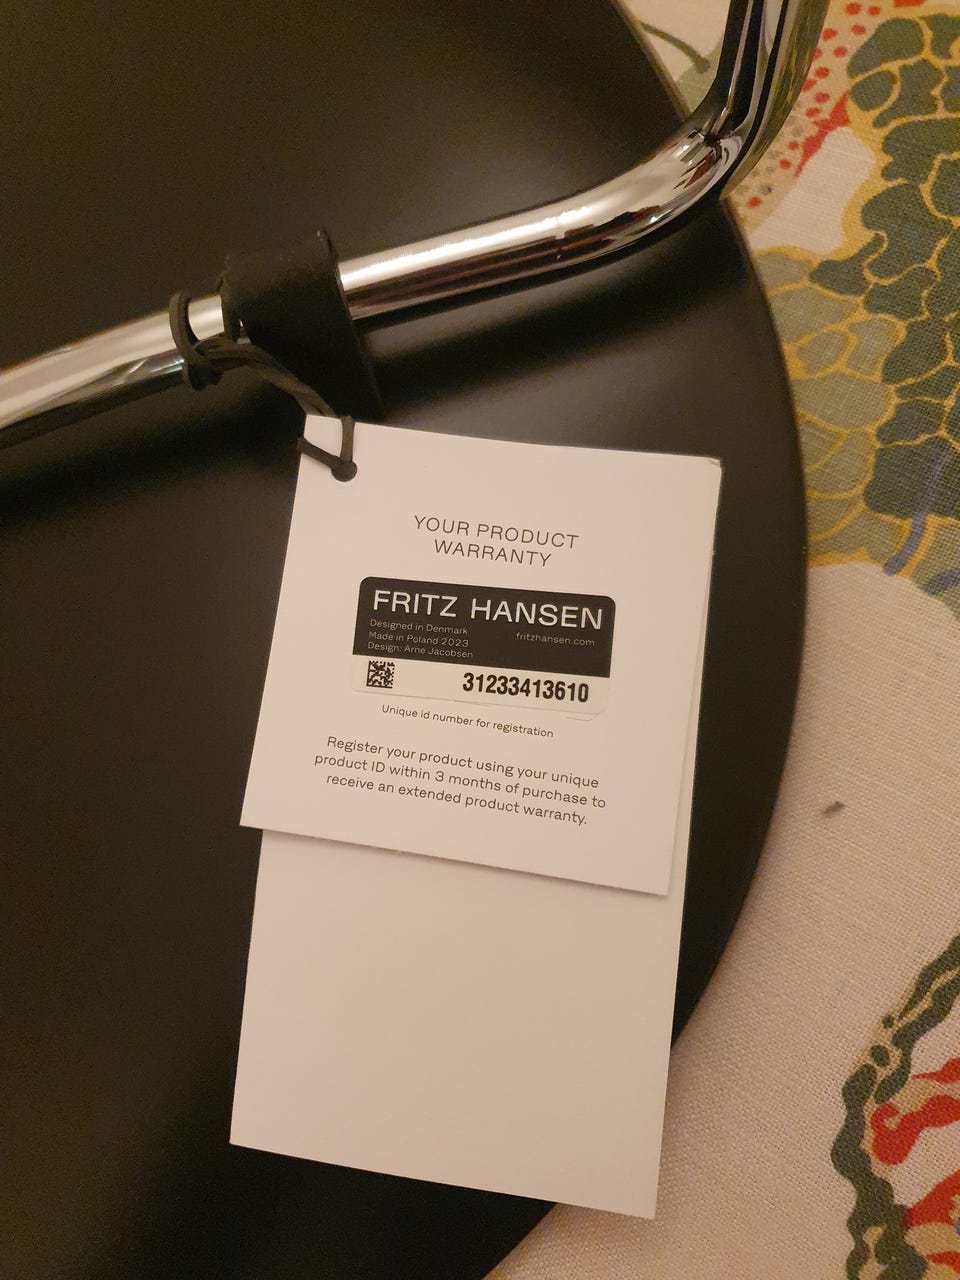 YOUR PRODUCT
WARRANTY
FRITZ HANSEN
Designed in Denmark
Made in Poland 2023
Design: Arne Jacobsen
fritzhansen.com
31233413610
Unique id number for registration
Register your product using your unique
product ID within 3 months of purchase to
receive an extended product warranty.